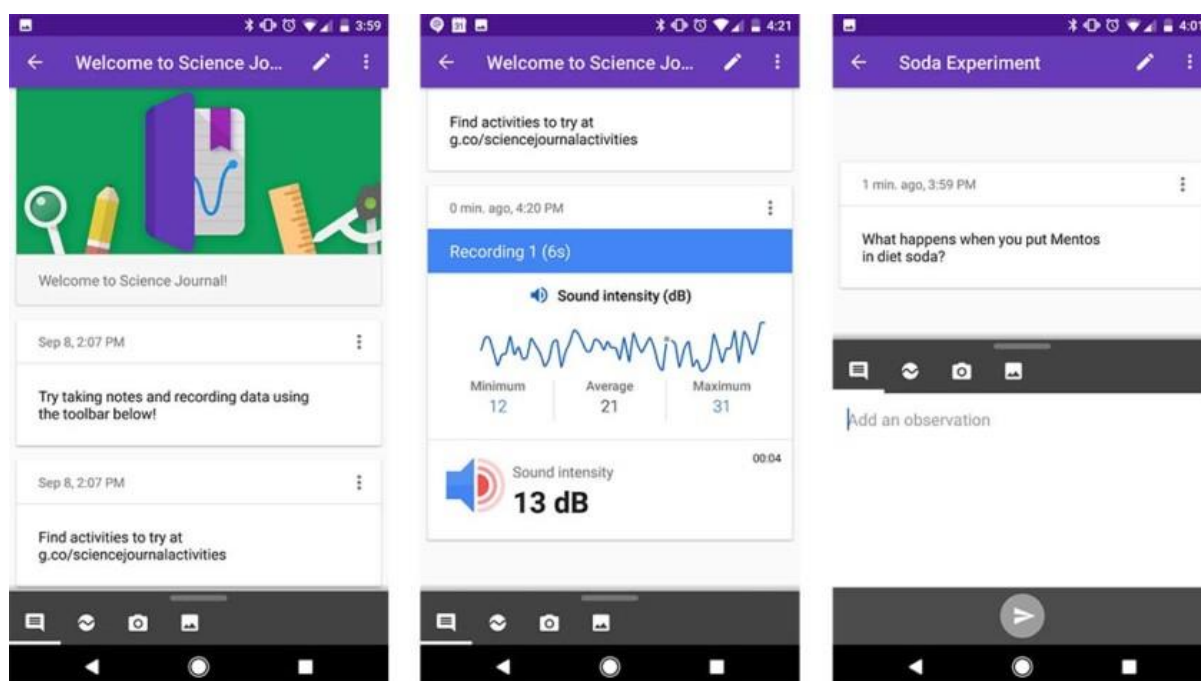 3:59
Welcome to Science Jo...
Welcome to Science Journal!
Sep 8, 2:07 PM
Try taking notes and recording data using
the toolbar below!
Sep 8, 2:07 PM
Find activities to try at
g.co/sciencejournalactivities
31
4:21
Welcome to Science Jo...
Find activities to try at
g.co/sciencejournalactivities
0 min. ago, 4:20 PM
Recording 1 (6s)
Sound intensity (dB)
Minimum Average Maximum
12 21 31
00:04
Sound intensity
13 dB
4:01
Soda Experiment
1 min. ago, 3:59 PM
What happens when you put Mentos
in diet soda?
Add an observation